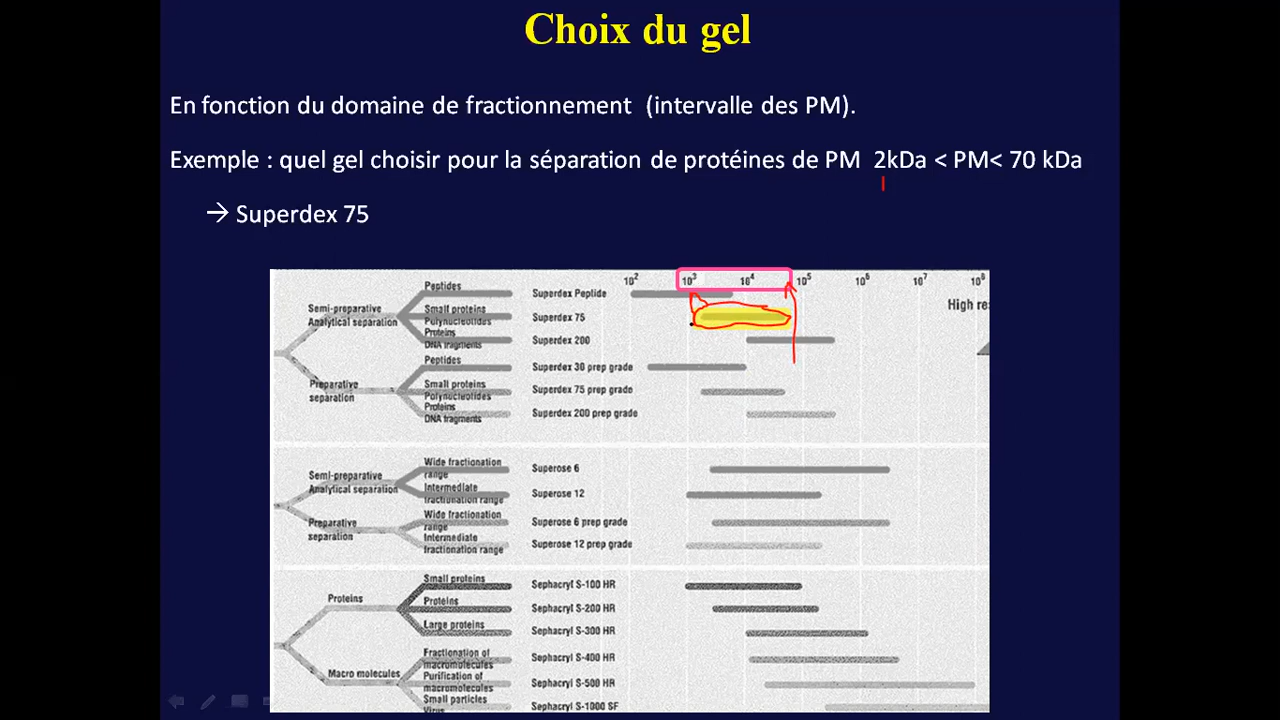 Choix du gel
En fonction du domaine de fractionnement (intervalle des PM).
Exemple : quel gel choisir pour la séparation de protéines de PM 2kDa < PM< 70 kDa
→ Superdex 75
10² 10³ 10⁴ 10⁵ 10⁶ 10⁷ 10⁸
High re
Semi-preparative
Analytical separation
Peptides
Superdex Peptide
Small proteins
Polynucleotides
Superdex 75
Proteins
DNA fragments
Superdex 200
Preparative
separation
Peptides
Superdex 30 prep grade
Small proteins
Polynucleotides
Superdex 75 prep grade
Proteins
DNA fragments
Superdex 200 prep grade
Semi-preparative
Analytical separation
Wide fractionation
range
Superose 6
Intermediate
fractionation range
Superose 12
Preparative
separation
Wide fractionation
range
Superose 6 prep grade
Intermediate
fractionation range
Superose 12 prep grade
Proteins
Small proteins
Sephacryl S-100 HR
Proteins
Sephacryl S-200 HR
Large proteins
Sephacryl S-300 HR
Macro molecules
Fractionation of
macromolecules
Sephacryl S-400 HR
Purification of
macromolecules
Sephacryl S-500 HR
Small particles
Virus
Sephacryl S-1000 SF